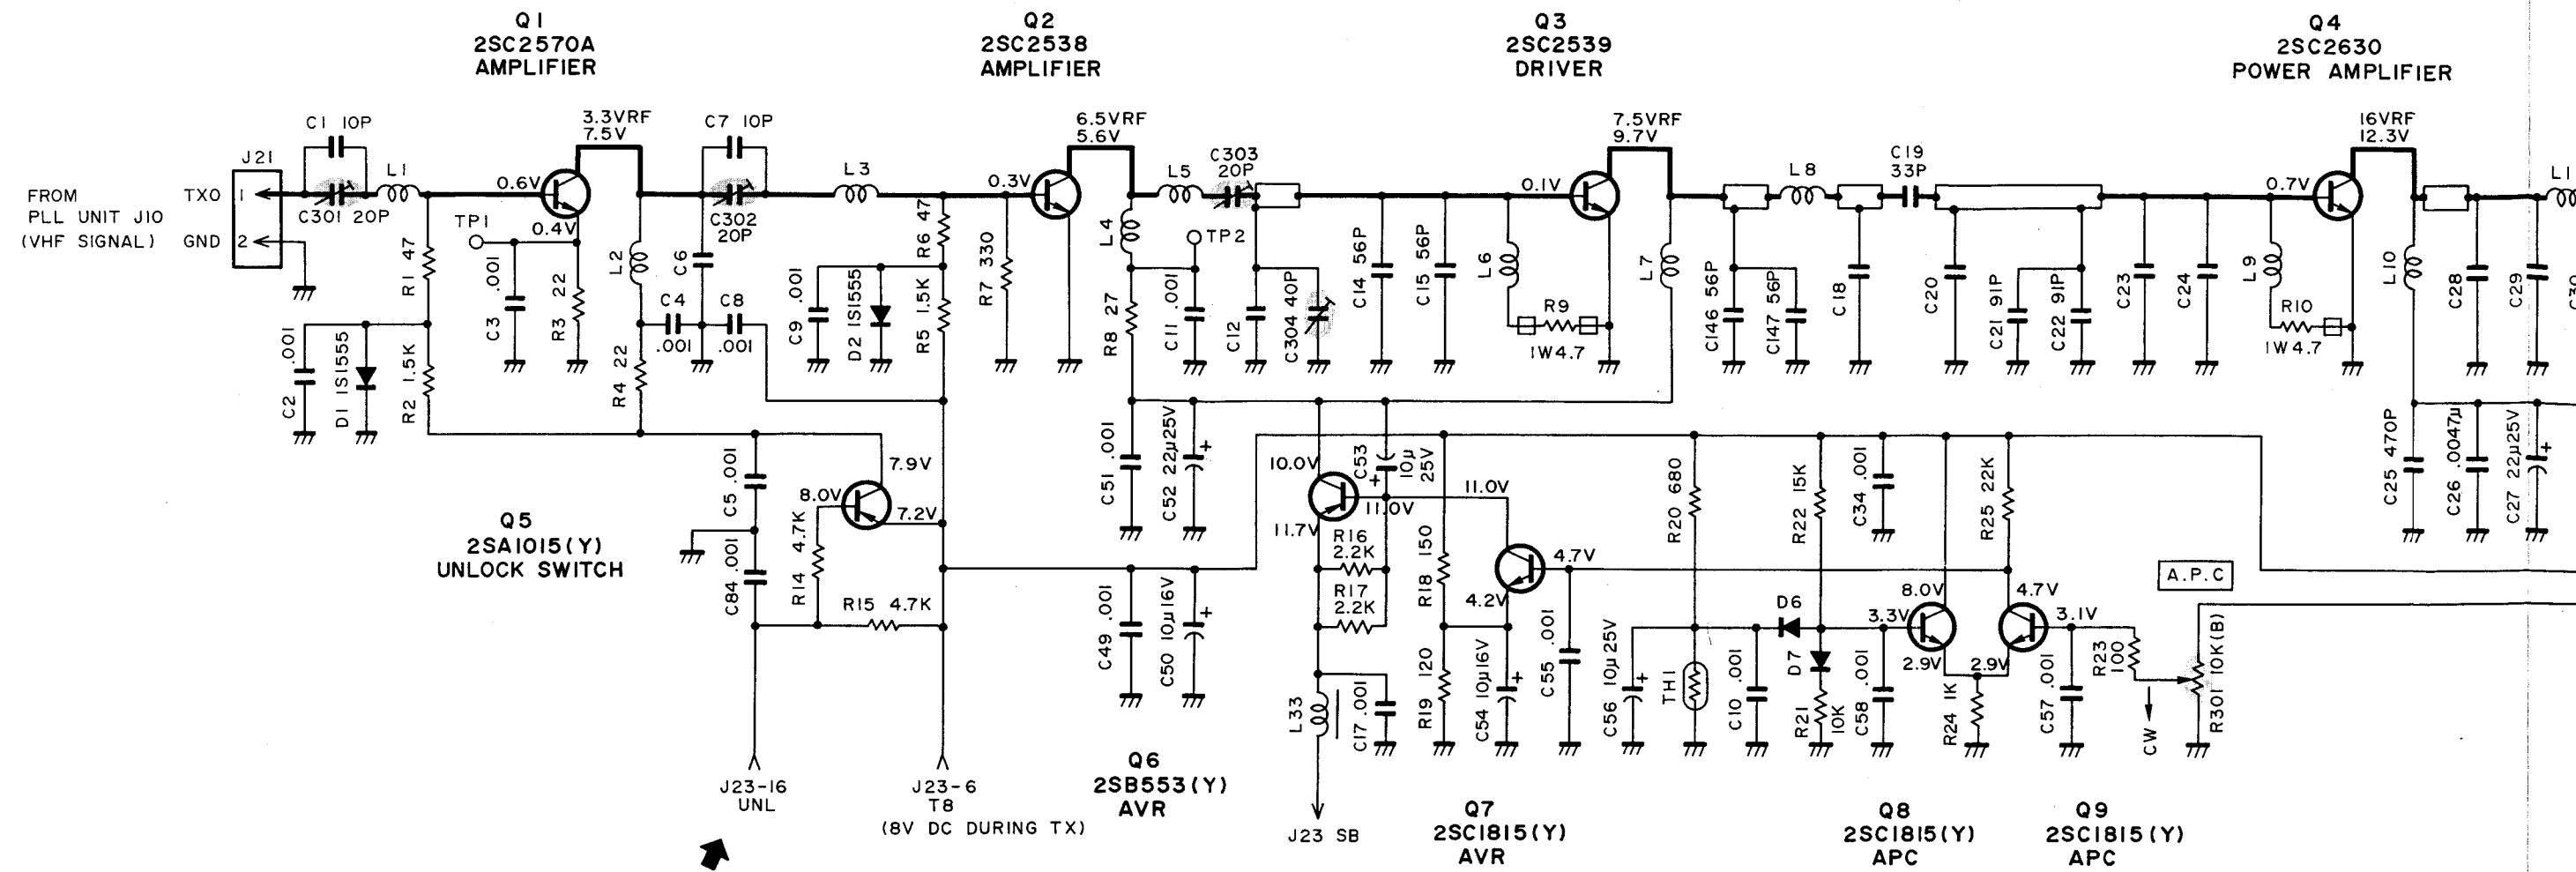 Q1
2SC2570A
AMPLIFIER
Q2
2SC2538
AMPLIFIER
Q3
2SC2539
DRIVER
Q4
2SC2630
POWER AMPLIFIER
C1 10P
3.3VRF
7.5V
C7 10P
6.5VRF
5.6V
7.5VRF
9.7V
16VRF
12.3V
J21
FROM
PLL UNIT J10
(VHF SIGNAL)
TXO 1
GND 2
C301 20P
L1
0.6V
TP1
0.4V
C302
20P
L3
0.3V
L5
C303
20P
0.1V
L8
C19
33P
0.7V
L1
R1 47
C3 .001
R3 22
L2
C6
R6 47
R7 330
L4
TP2
C14 56P
C15 56P
L6
L7
C18
C20
C23
C24
L9
L10
C28
C29
C2 .001
D1 1S1555
R2 1.5K
R4 22
C4
.001
C8
.001
C9 .001
D2 1S1555
R5 1.5K
R8 27
C11 .001
C12
C304 40P
R9
1W4.7
C146 56P
C147 56P
C21 91P
C22 91P
R10
1W4.7
C5 .001
7.9V
8.0V
7.2V
C51 .001
C52 22µ25V
10.0V
C53
10µ
25V
11.0V
11.0V
11.7V
R20 680
R22 15K
C34 .001
R25 22K
C25 470P
C26 .0047µ
C27 22µ25V
Q5
2SA1015(Y)
UNLOCK SWITCH
C84 .001
R14 4.7K
R15 4.7K
C49 .001
C50 10µ16V
R16
2.2K
R17
2.2K
R18 150
4.7V
4.2V
A.P.C
D6
8.0V
3.3V
4.7V
3.1V
2.9V
2.9V
L33
C17 .001
R19 120
C54 10µ16V
C55 .001
C56 10µ25V
TH1
C10 .001
D7
R21
10K
C58 .001
R24 1K
C57 .001
R23
100
CW
R301 10K(B)
J23-16
UNL
J23-6
T8
(8V DC DURING TX)
Q6
2SB553(Y)
AVR
J23 SB
Q7
2SC1815(Y)
AVR
Q8
2SC1815(Y)
APC
Q9
2SC1815(Y)
APC